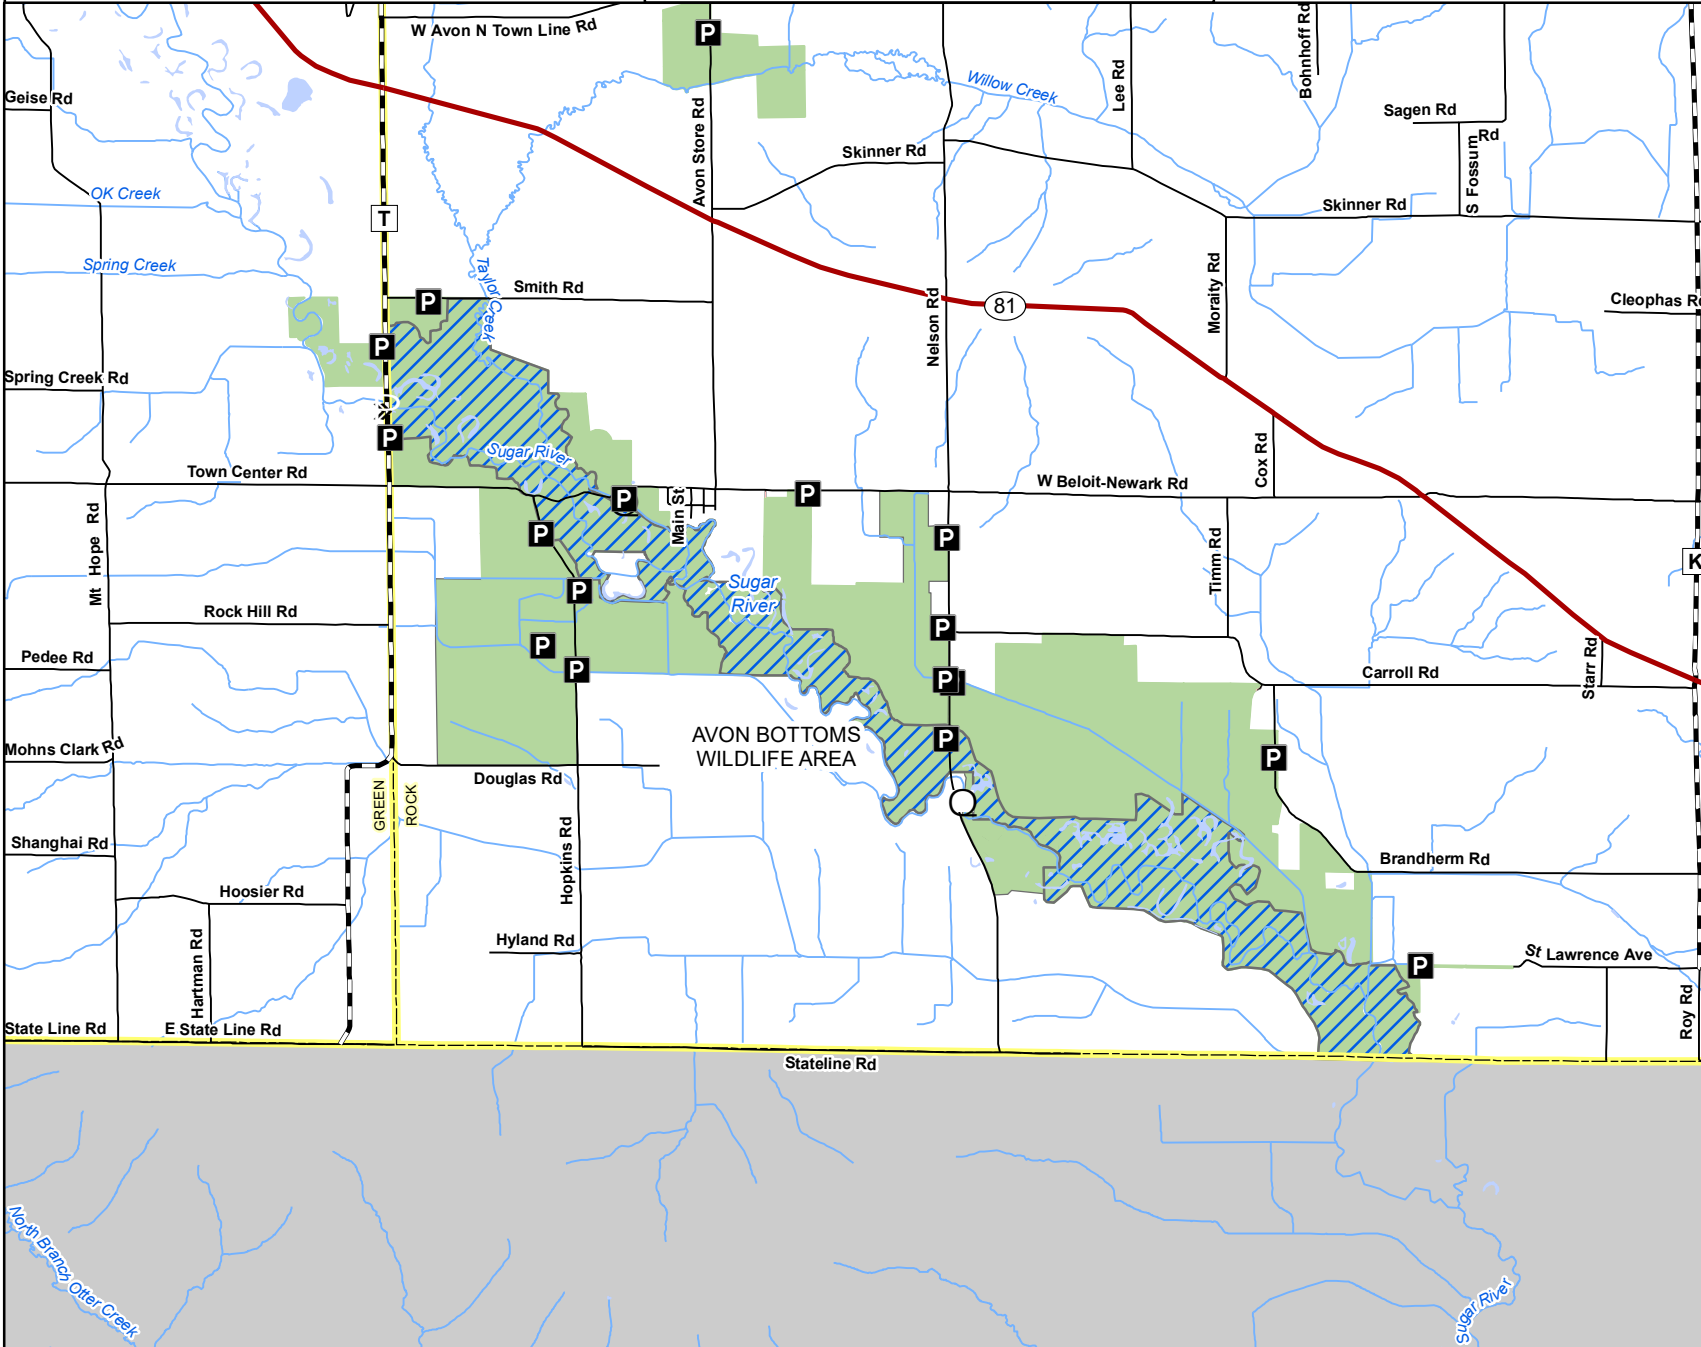 W Avon N Town Line Rd
Geise Rd
Avon Store Rd
Willow Creek
Lee Rd
Bohnhoff Rd
Sagen Rd
S Fossum Rd
Skinner Rd
OK Creek
T
Skinner Rd
Spring Creek
Taylor Creek
Smith Rd
P
Nelson Rd
81
Moraity Rd
Cleophas R
P
Spring Creek Rd
P
Sugar River
Town Center Rd
Cox Rd
W Beloit-Newark Rd
P
Main St
P
Mt Hope Rd
P
P
Timm Rd
K
P
Sugar
River
Rock Hill Rd
P
P
Pedee Rd
P
P
Carroll Rd
Starr Rd
Mohns Clark Rd
AVON BOTTOMS
WILDLIFE AREA
P
P
Douglas Rd
GREEN
ROCK
Shanghai Rd
Hopkins Rd
Brandherm Rd
Hoosier Rd
Hartman Rd
Hyland Rd
P
St Lawrence Ave
Roy Rd
State Line Rd
E State Line Rd
Stateline Rd
North Branch Otter Creek
Sugar River
P